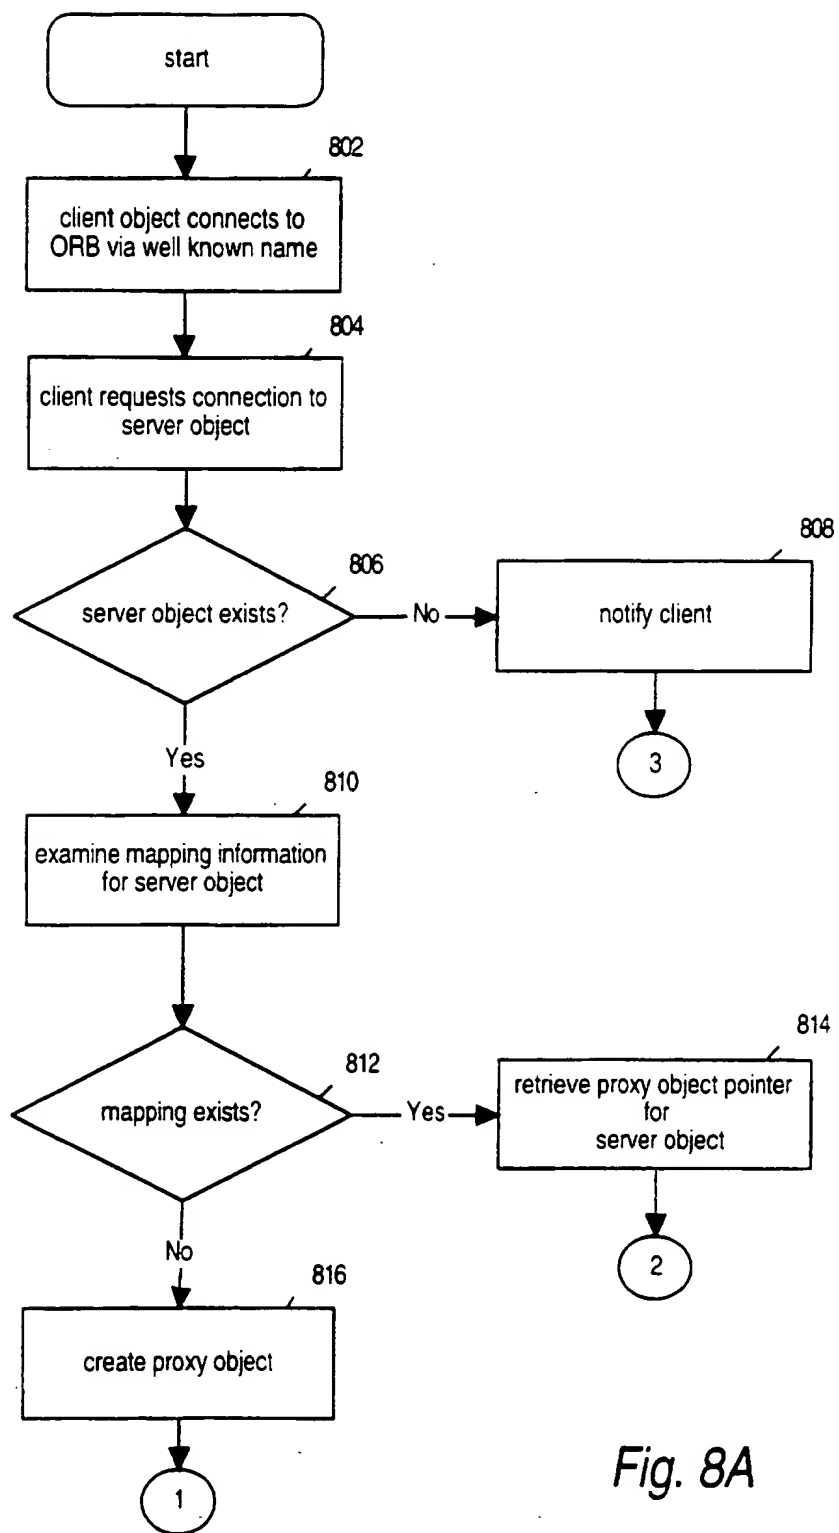 start
802
client object connects to
ORB via well known name
804
client requests connection to
server object
806
server object exists?
No
808
notify client
3
Yes
810
examine mapping information
for server object
812
mapping exists?
Yes
814
retrieve proxy object pointer
for
server object
2
No
816
create proxy object
1
Fig. 8A